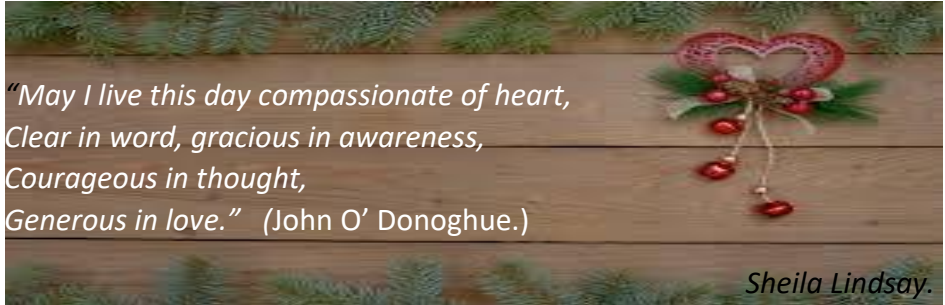 “May I live this day compassionate of heart,
Clear in word, gracious in awareness,
Courageous in thought,
Generous in love.” (John O’ Donoghue.)
Sheila Lindsay.